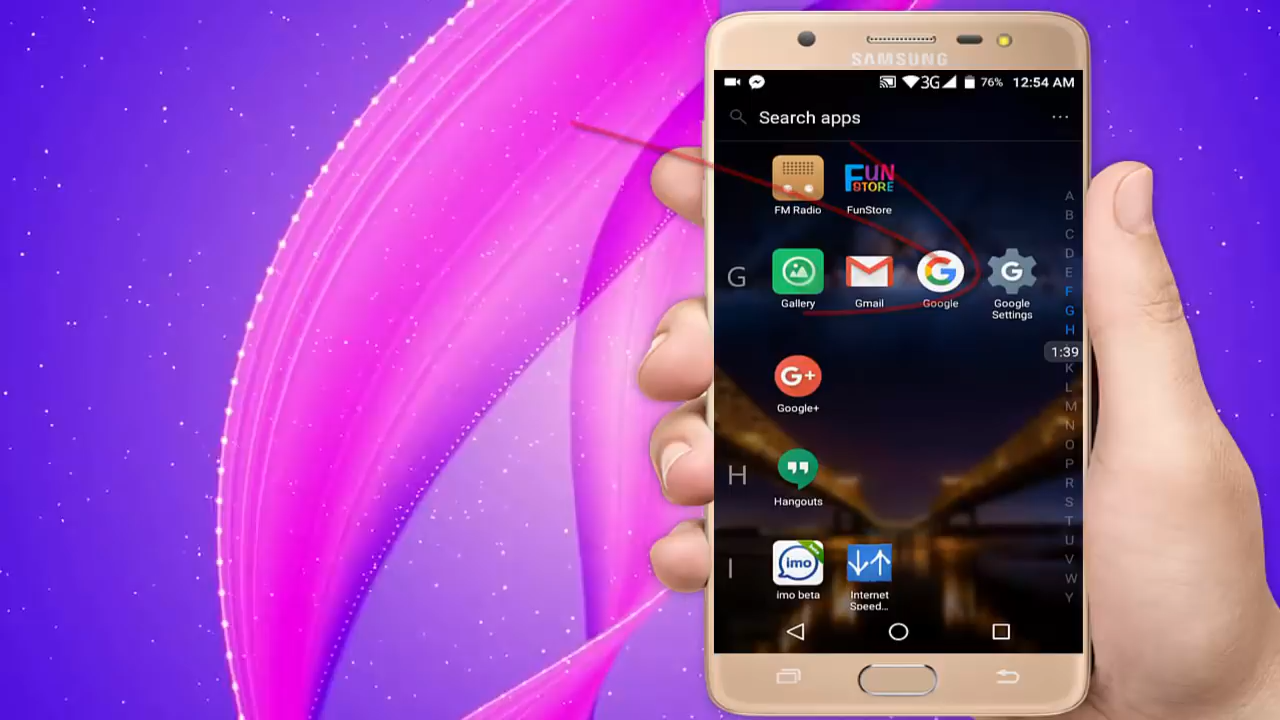 SAMSUNG
3G 76% 12:54 AM
Search apps
FUN
STORE
FM Radio FunStore
G
Gallery Gmail Google Google
Settings
G+
Google+
H
Hangouts
imo
I
imo beta Internet
Speed...
A
B
C
D
E
F
G
H
1:39
K
L
M
N
O
P
R
S
T
U
V
W
Y